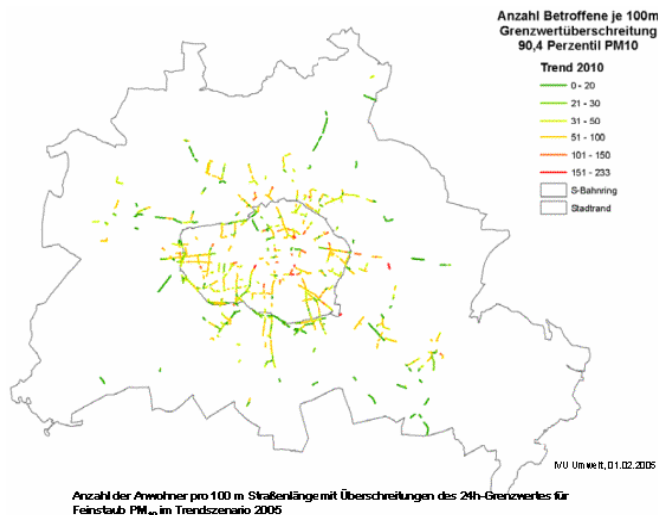 Anzahl Betroffene je 100m
Grenzwertüberschreitung
90,4 Perzentil PM10
Trend 2010
0 - 20
21 - 30
31 - 50
51 - 100
101 - 150
151 - 233
S-Bahnring
Stadtrand
IVU Umwelt, 01.02.2005
Anzahl der Anwohner pro 100 m Straßenlänge mit Überschreitungen des 24h-Grenzwertes für
Feinstaub PM₁₀ im Trendszenario 2005